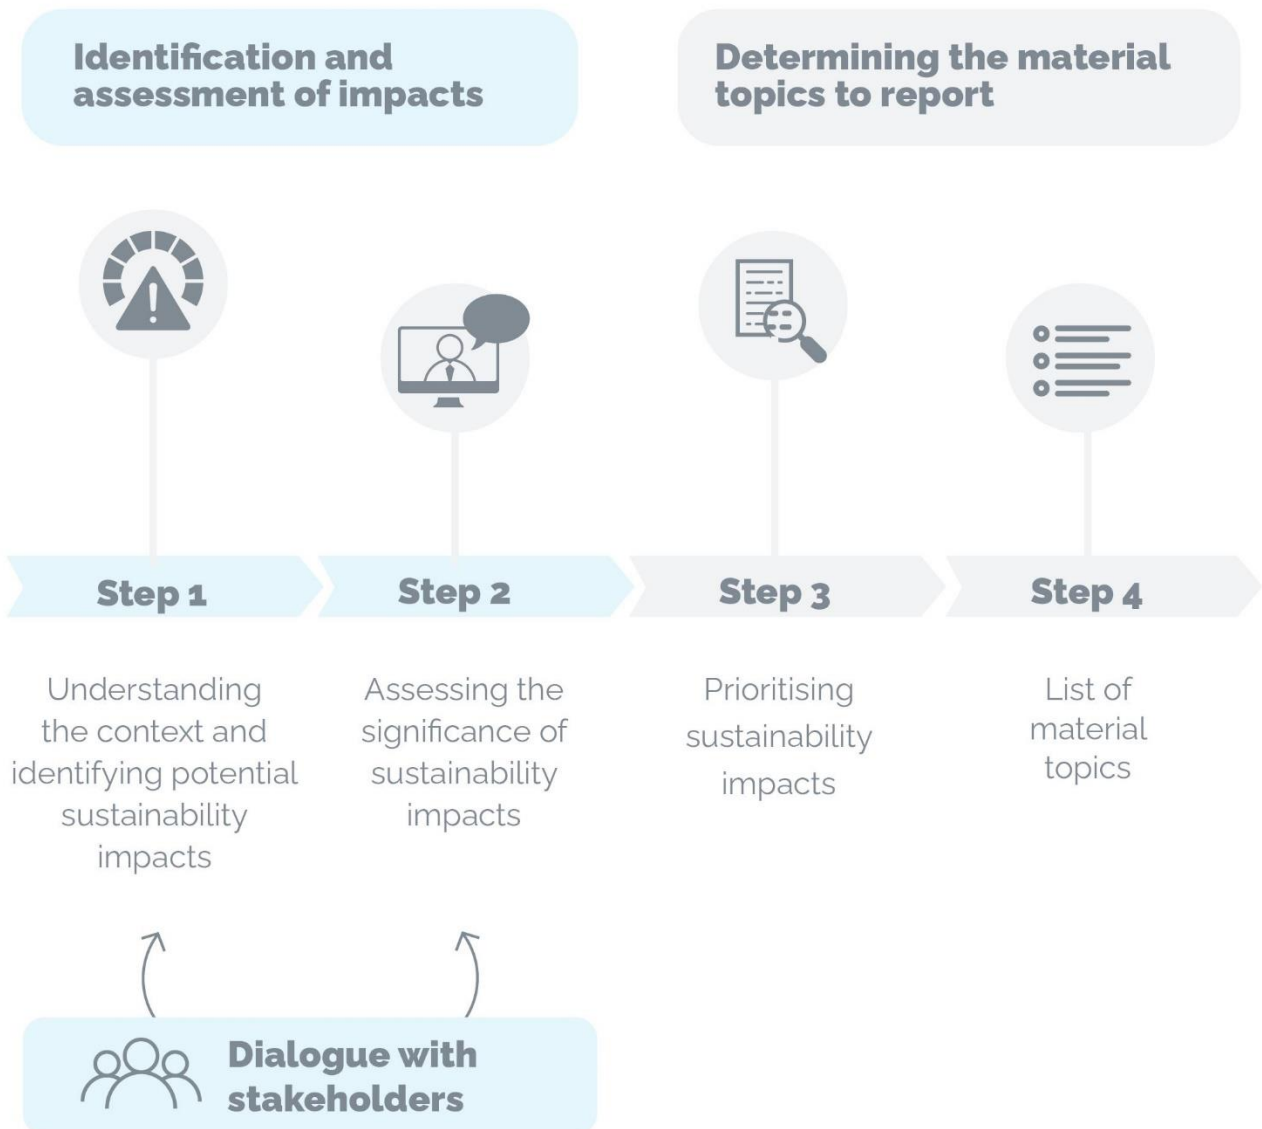 Identification and
assessment of impacts
Determining the material
topics to report
Step 1
Step 2
Step 3
Step 4
Understanding
the context and
identifying potential
sustainability
impacts
Assessing the
significance of
sustainability
impacts
Prioritising
sustainability
impacts
List of
material
topics
Dialogue with
stakeholders